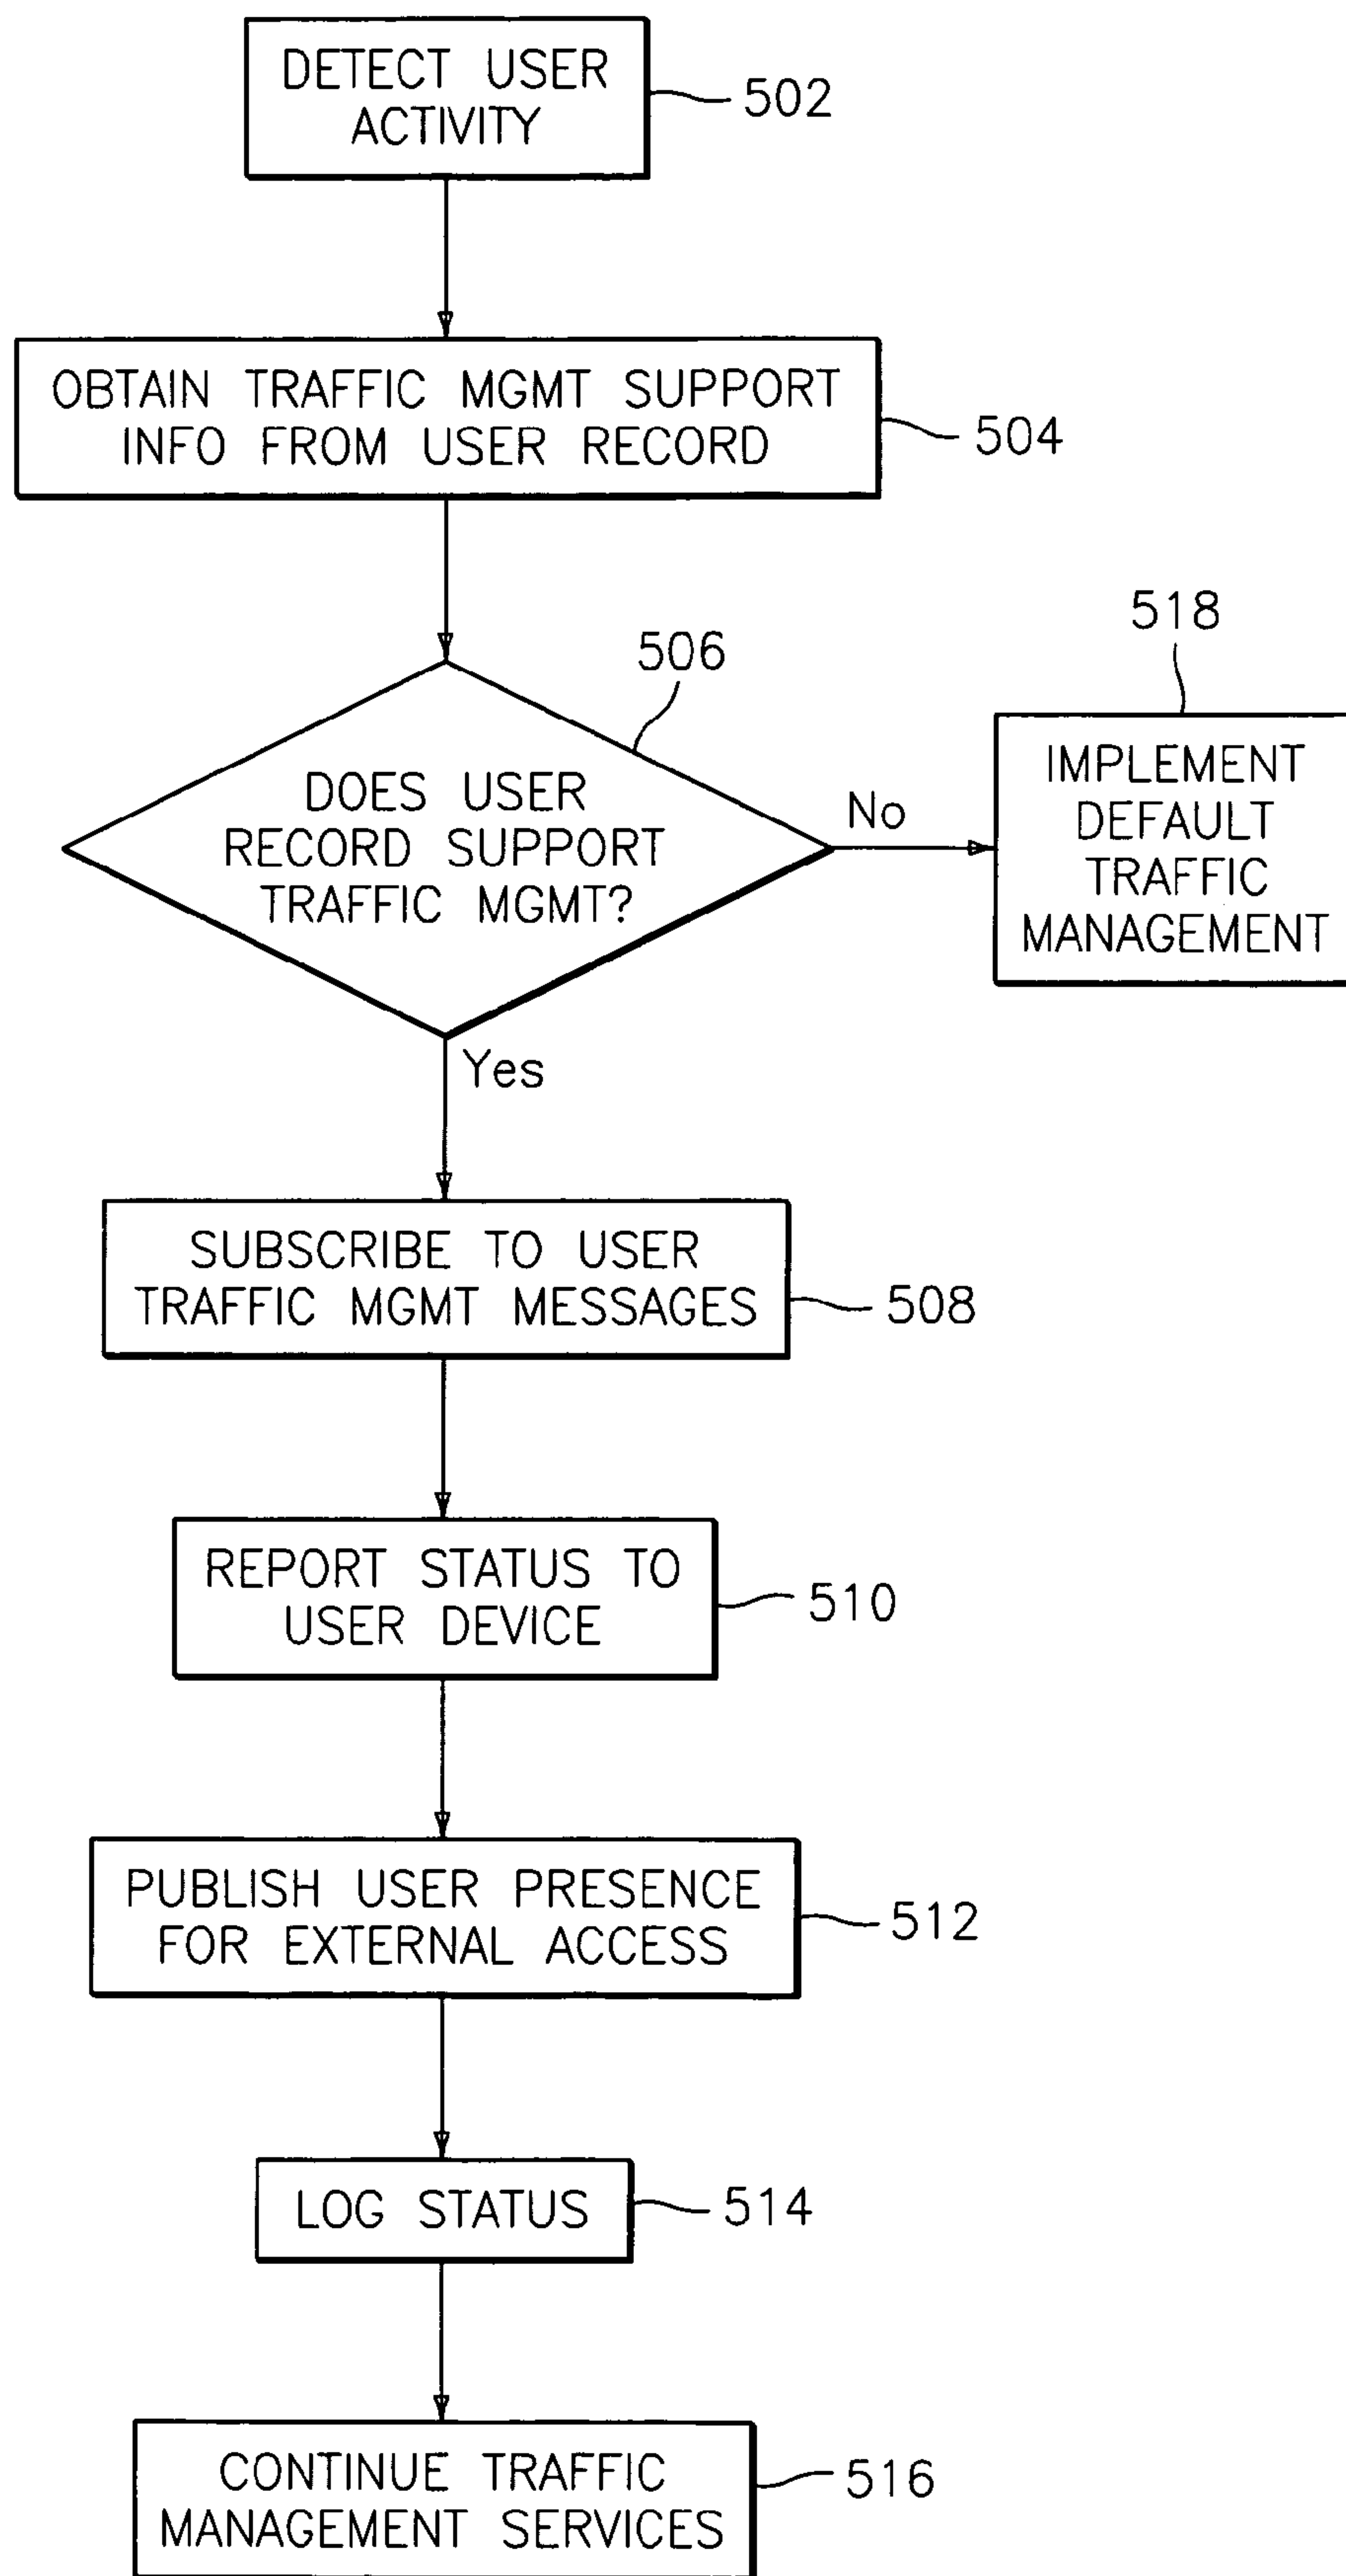 DETECT USER
ACTIVITY
502
OBTAIN TRAFFIC MGMT SUPPORT
INFO FROM USER RECORD
504
506
DOES USER
RECORD SUPPORT
TRAFFIC MGMT?
No
518
IMPLEMENT
DEFAULT
TRAFFIC
MANAGEMENT
Yes
SUBSCRIBE TO USER
TRAFFIC MGMT MESSAGES
508
REPORT STATUS TO
USER DEVICE
510
PUBLISH USER PRESENCE
FOR EXTERNAL ACCESS
512
LOG STATUS
514
CONTINUE TRAFFIC
MANAGEMENT SERVICES
516